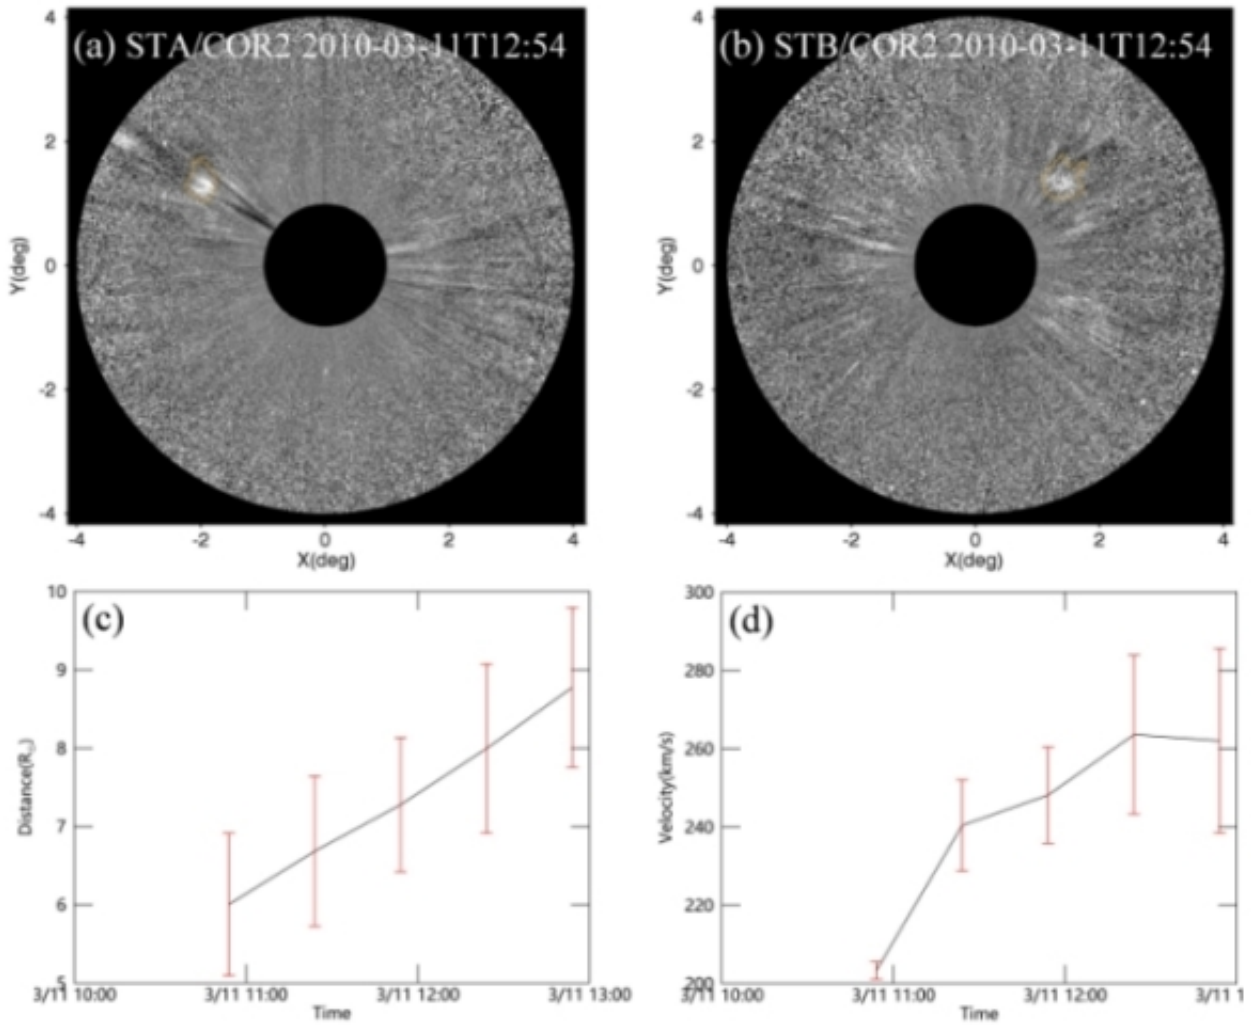 (a) STA/COR2 2010-03-11T12:54
(b) STB/COR2 2010-03-11T12:54
4
2
0
-2
-4
Y(deg)
-4 -2 0 2 4
X(deg)
4
2
0
-2
-4
Y(deg)
-4 -2 0 2 4
X(deg)
(c)
10
9
8
7
6
5
Distance(R☉)
3/11 10:00 3/11 11:00 3/11 12:00 3/11 13:00
Time
(d)
300
280
260
240
220
200
Velocity(km/s)
3/11 10:00 3/11 11:00 3/11 12:00 3/11 1
Time